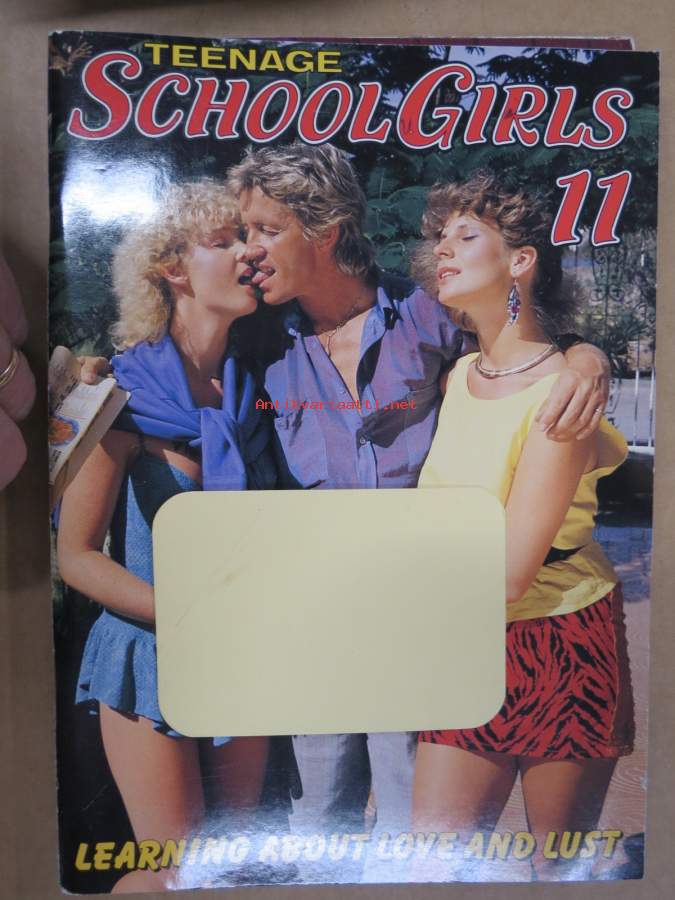 TEENAGE
SCHOOLGIRLS
11
Antikvariaatti.net
LEARNING ABOUT LOVE AND LUST